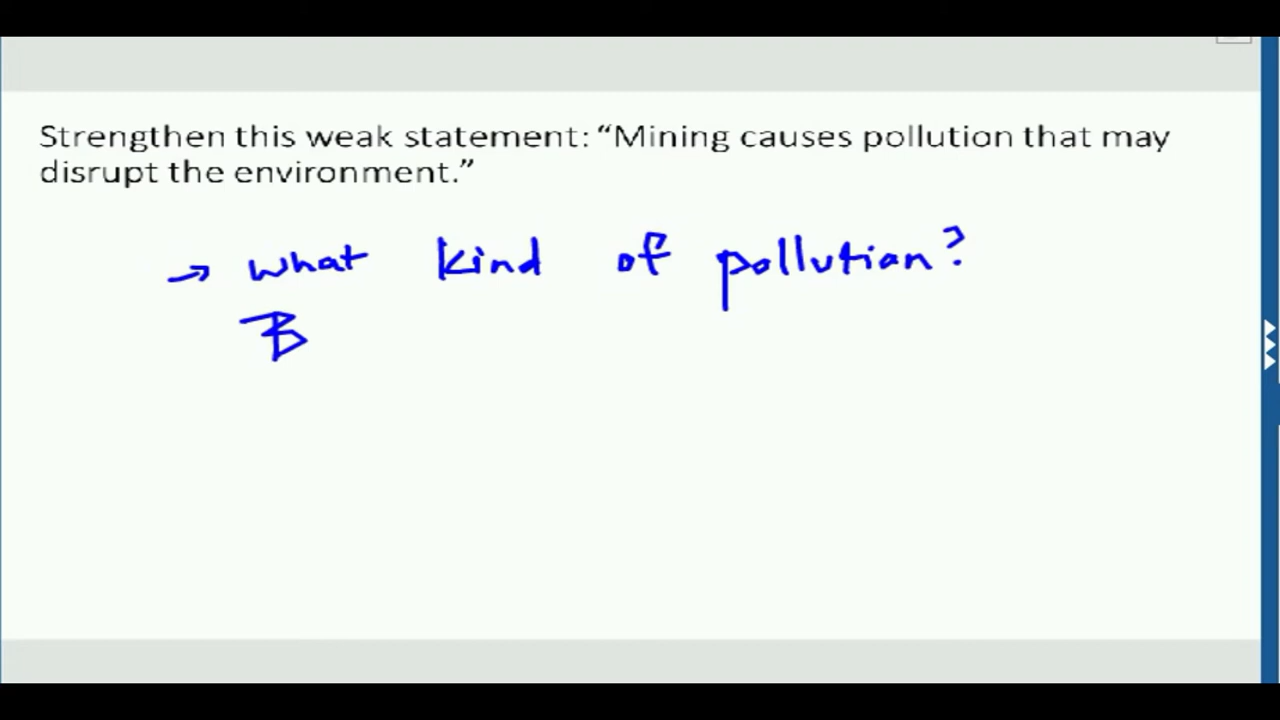 Strengthen this weak statement: “Mining causes pollution that may
disrupt the environment.”
→ what kind of pollution?
B